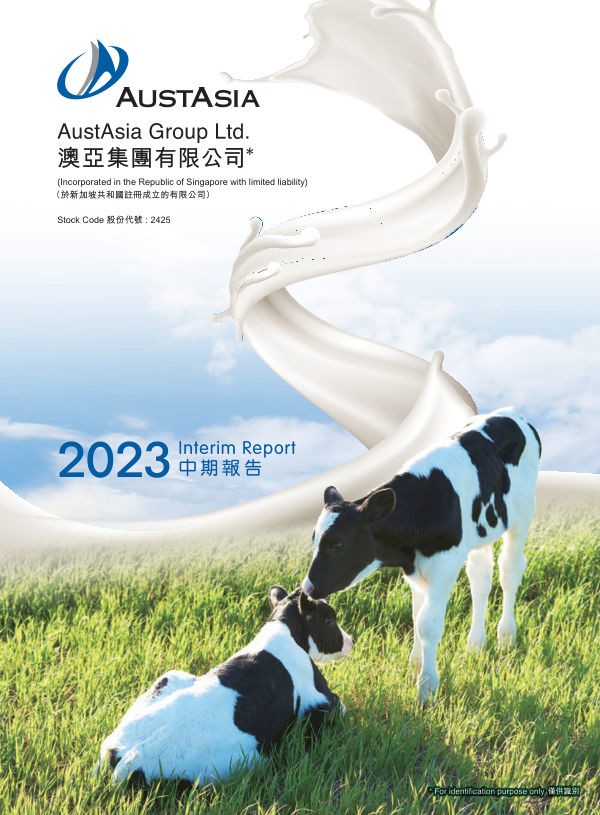 AUSTASIA
AustAsia Group Ltd.
澳亞集團有限公司*
(Incorporated in the Republic of Singapore with limited liability)
(於新加坡共和國註冊成立的有限公司)
Stock Code 股份代號 : 2425
2023 Interim Report
中期報告
* For identification purpose only 僅供識別